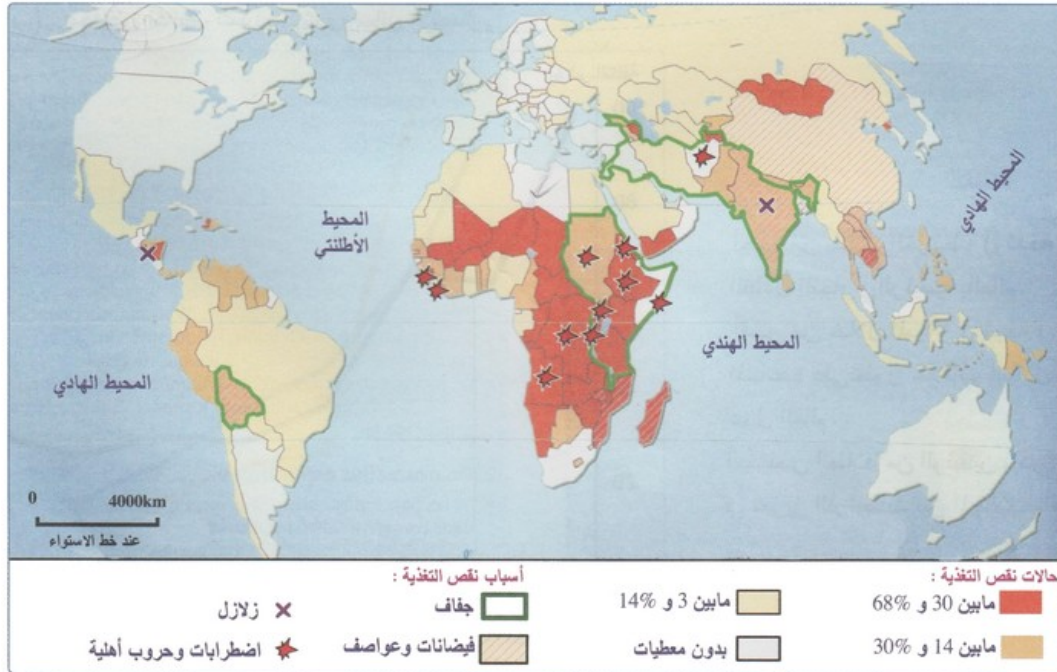 المحيط الهادي
المحيط
الأطلنتي
المحيط الهندي
المحيط الهادي
0 4000km
عند خط الاستواء
0°
حالات نقص التغذية :
مابين 30 و 68%
مابين 14 و 30%
مابين 3 و 14%
بدون معطيات
أسباب نقص التغذية :
جفاف
فيضانات وعواصف
زلازل
اضطرابات وحروب أهلية